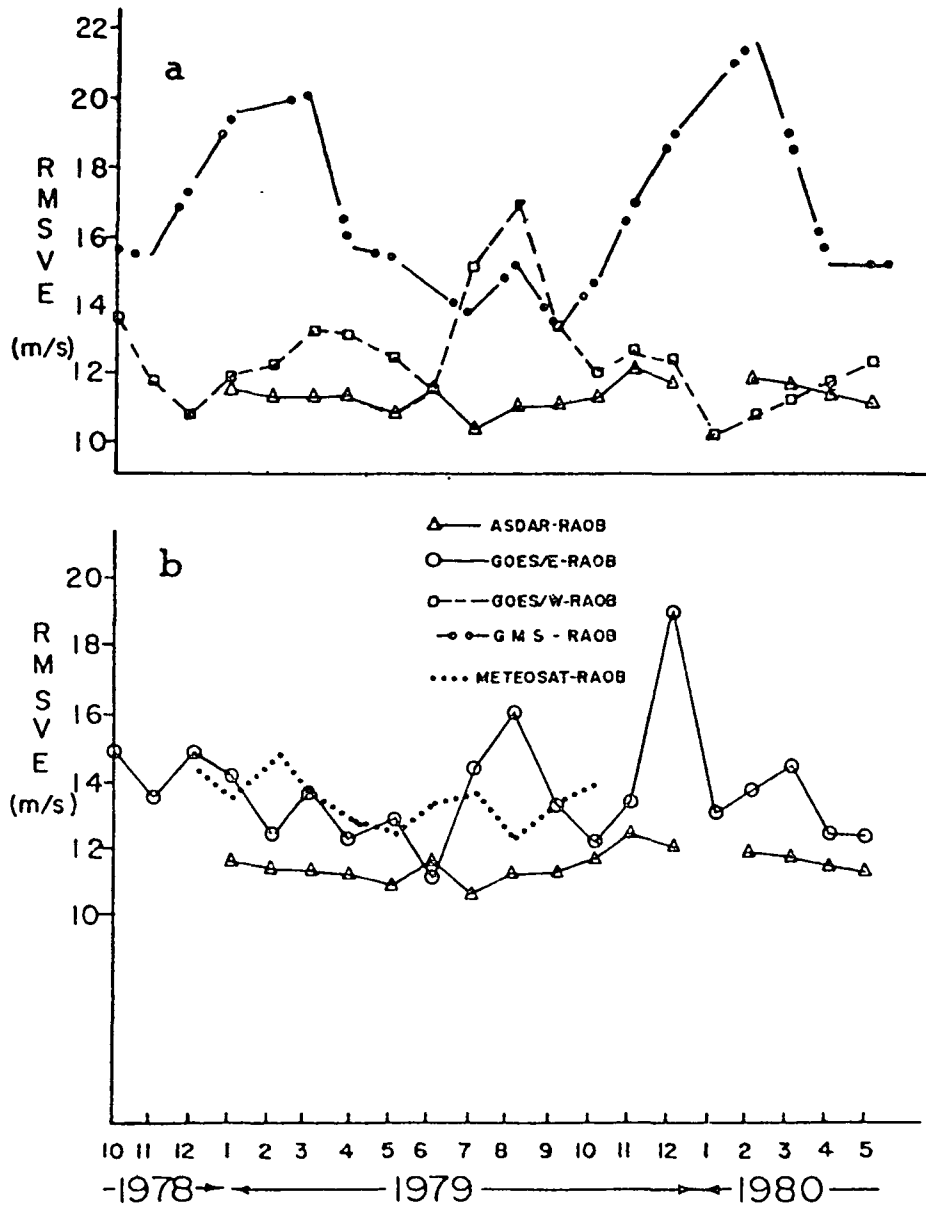 22
a
20
R
M
S
V
E
18
16
14
(m/s)
12
10
b
ASDAR-RAOB
GOES/E-RAOB
GOES/W-RAOB
GMS - RAOB
METEOSAT-RAOB
20
R
M
S
V
E
18
16
14
(m/s)
12
10
10 11 12 1 2 3 4 5 6 7 8 9 10 11 12 1 2 3 4 5
1978 1979 1980